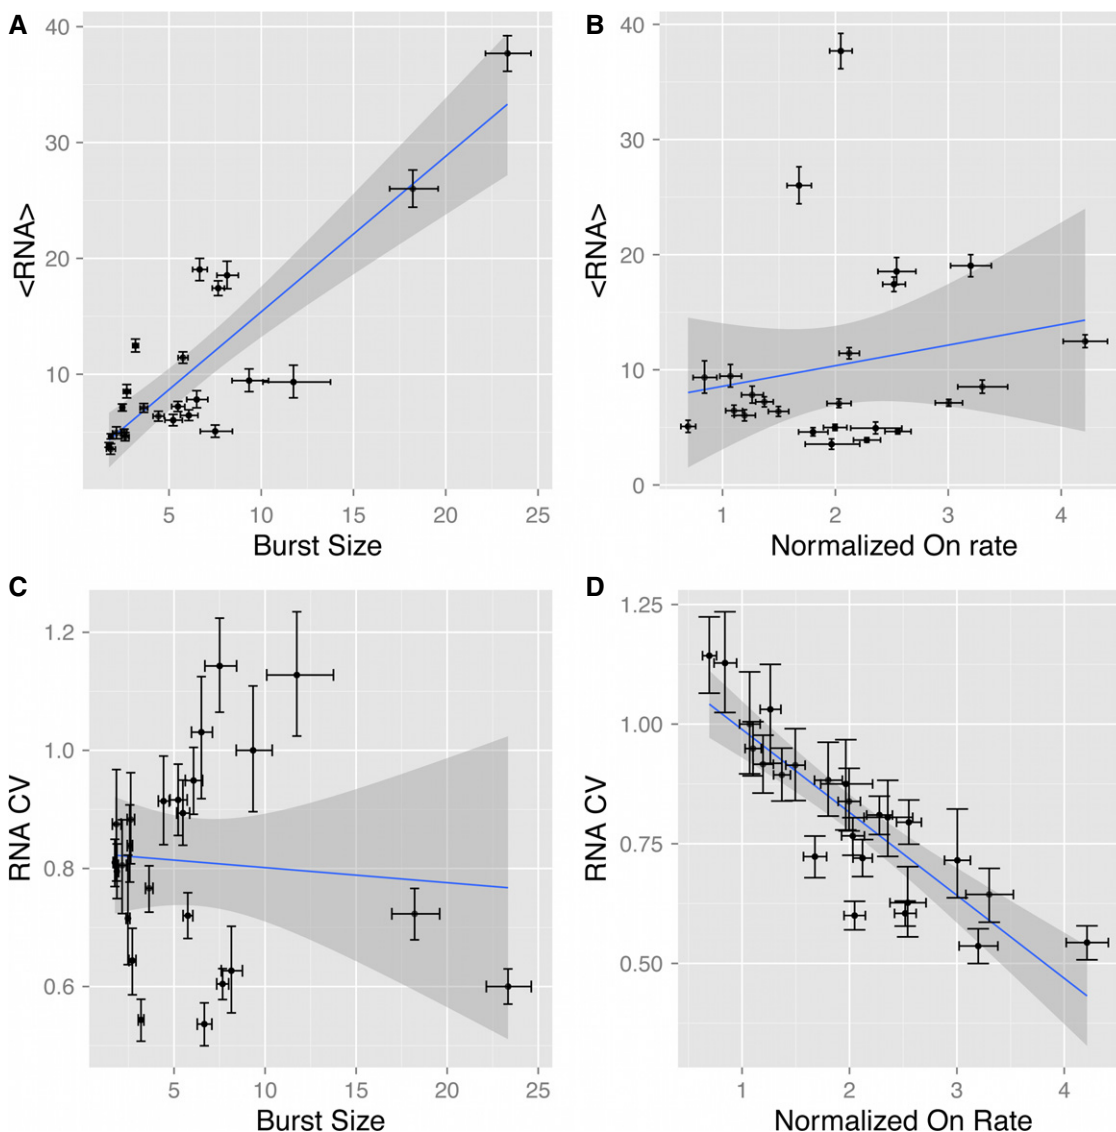 A
40
30
20
10
<RNA>
5
10
15
20
25
Burst Size
B
40
30
20
10
0
<RNA>
1
2
3
4
Normalized On rate
C
1.2
1.0
0.8
0.6
RNA CV
5
10
15
20
25
Burst Size
D
1.25
1.00
0.75
0.50
RNA CV
1
2
3
4
Normalized On Rate